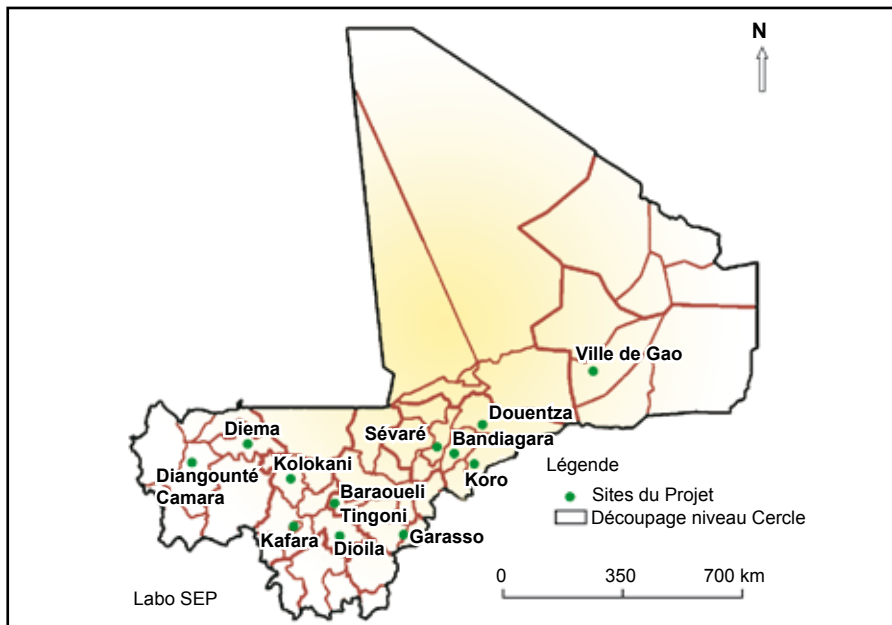 N
Ville de Gao
Douentza
Diema
Sévaré
Bandiagara
Diangounté
Camara
Kolokani
Koro
Baraoueli
Tingoni
Kafara
Dioila
Garasso
Légende
Sites du Projet
Découpage niveau Cercle
0 350 700 km
Labo SEP